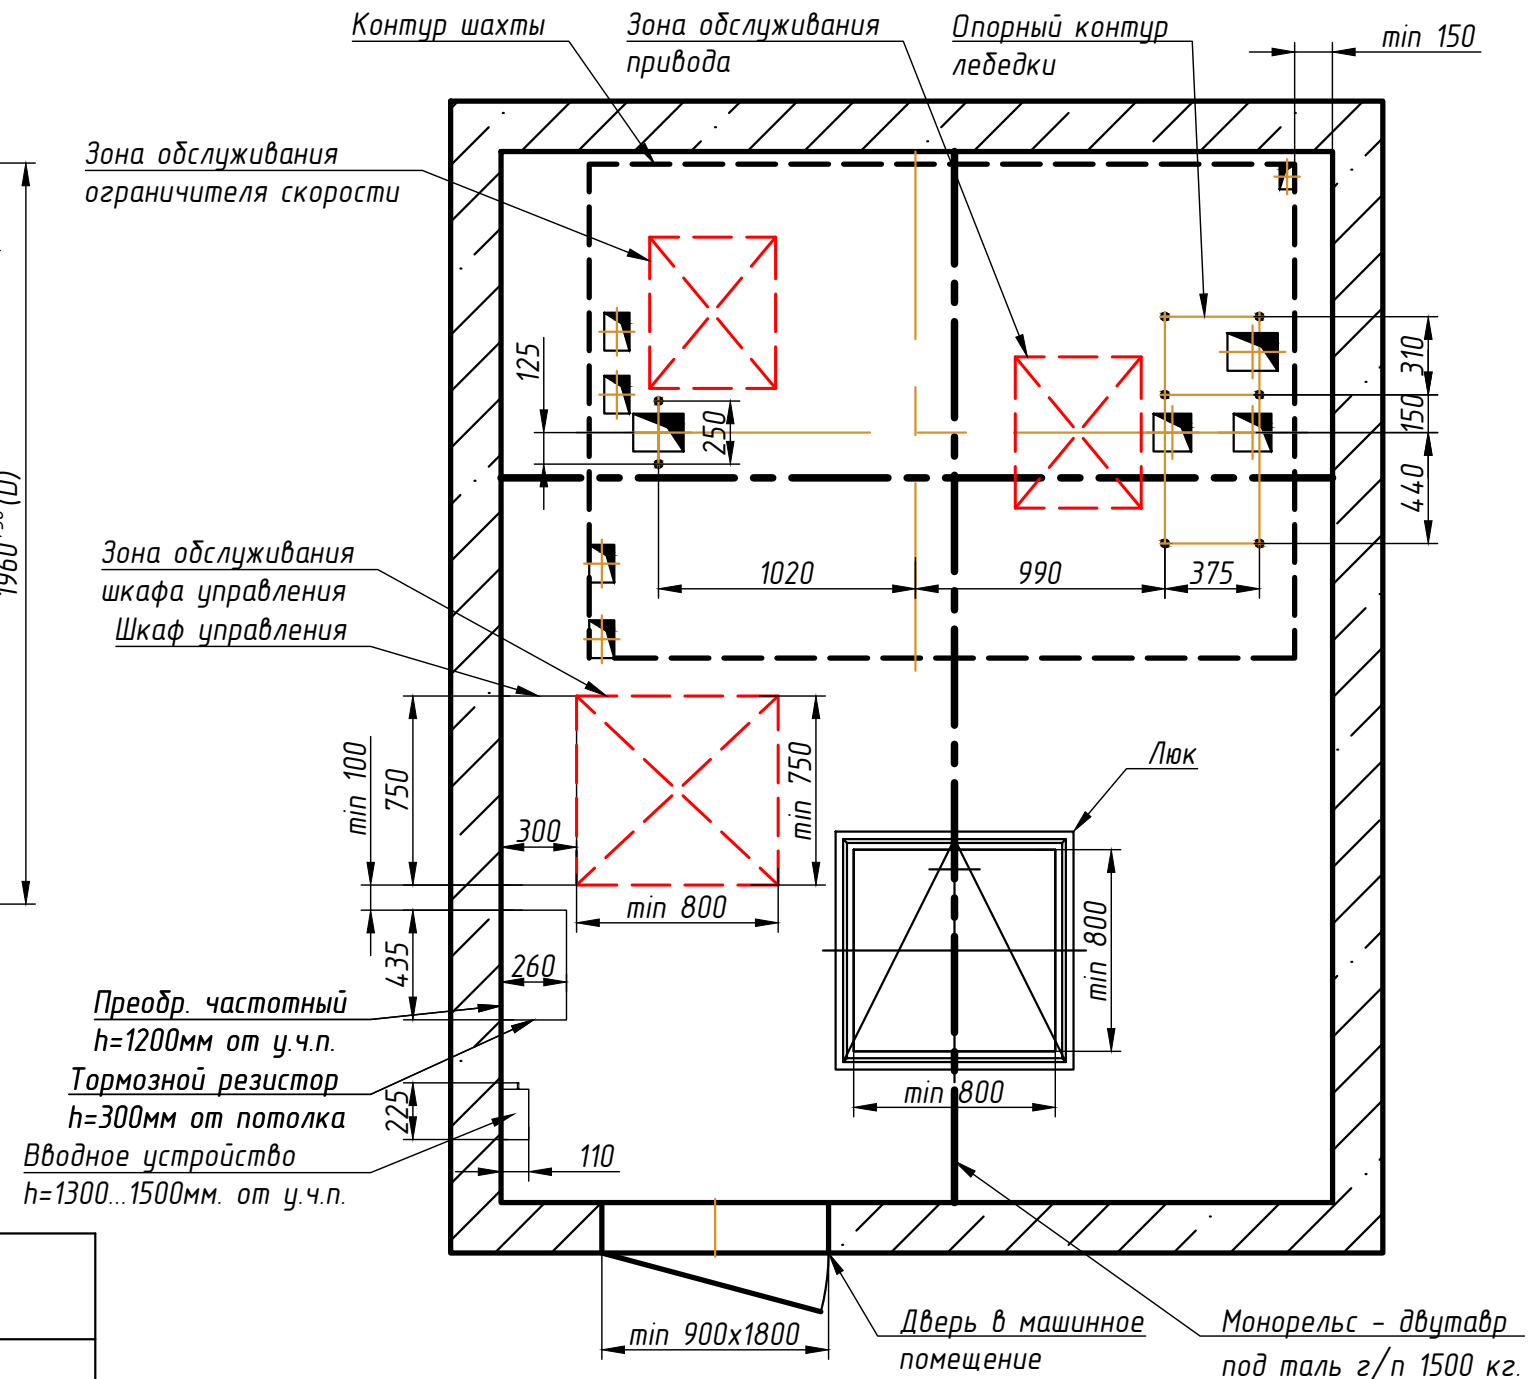 Контур шахты
Зона обслуживания
привода
Опорный контур
лебедки
min 150
Зона обслуживания
ограничителя скорости
125
250
310
150
440
1020
990
375
Зона обслуживания
шкафа управления
Шкаф управления
min 100
750
300
min 750
min 800
Люк
min 800
min 800
435
260
Преобр. частотный
h=1200мм от у.ч.п.
Тормозной резистор
h=300мм от потолка
225
Вводное устройство
h=1300...1500мм. от у.ч.п.
110
min 900x1800
Дверь в машинное
помещение
Монорельс - двутавр
под таль г/п 1500 кг.